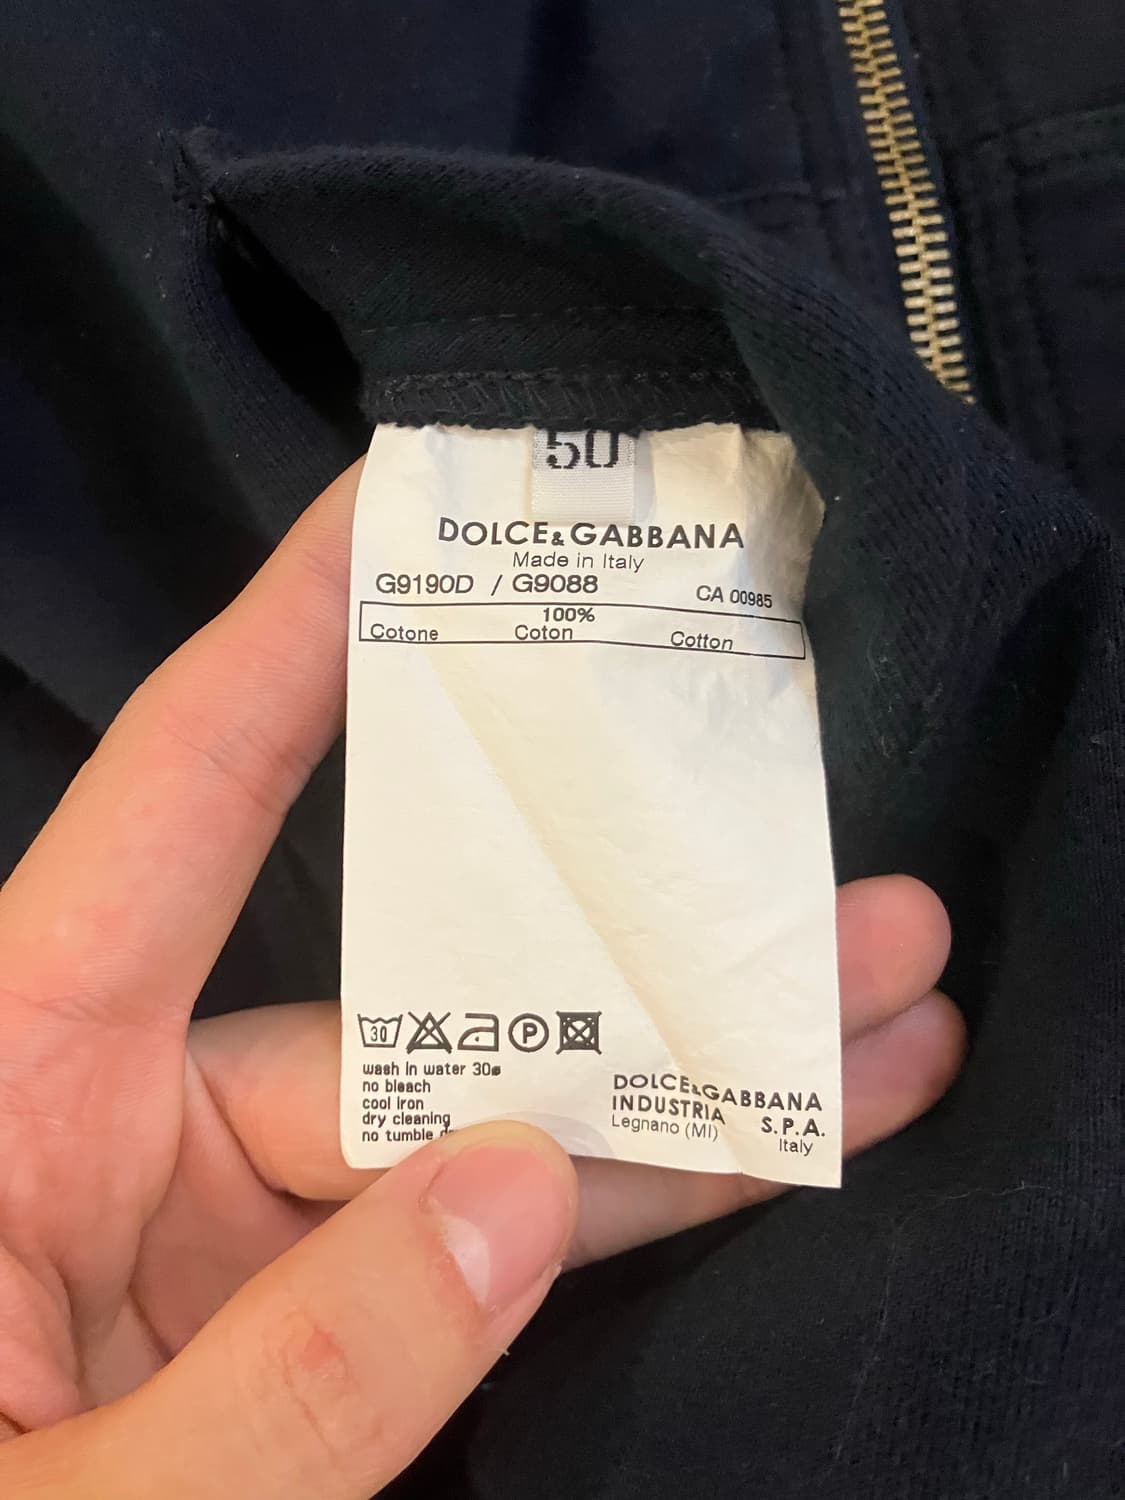 50
DOLCE&GABBANA
Made in Italy
G9190D / G9088 CA 00985
100%
Cotone Coton Cotton
30 P
wash in water 30ø
no bleach
cool iron
dry cleaning
no tumble
DOLCE&GABBANA
INDUSTRIA S.P.A.
Legnano (MI) Italy